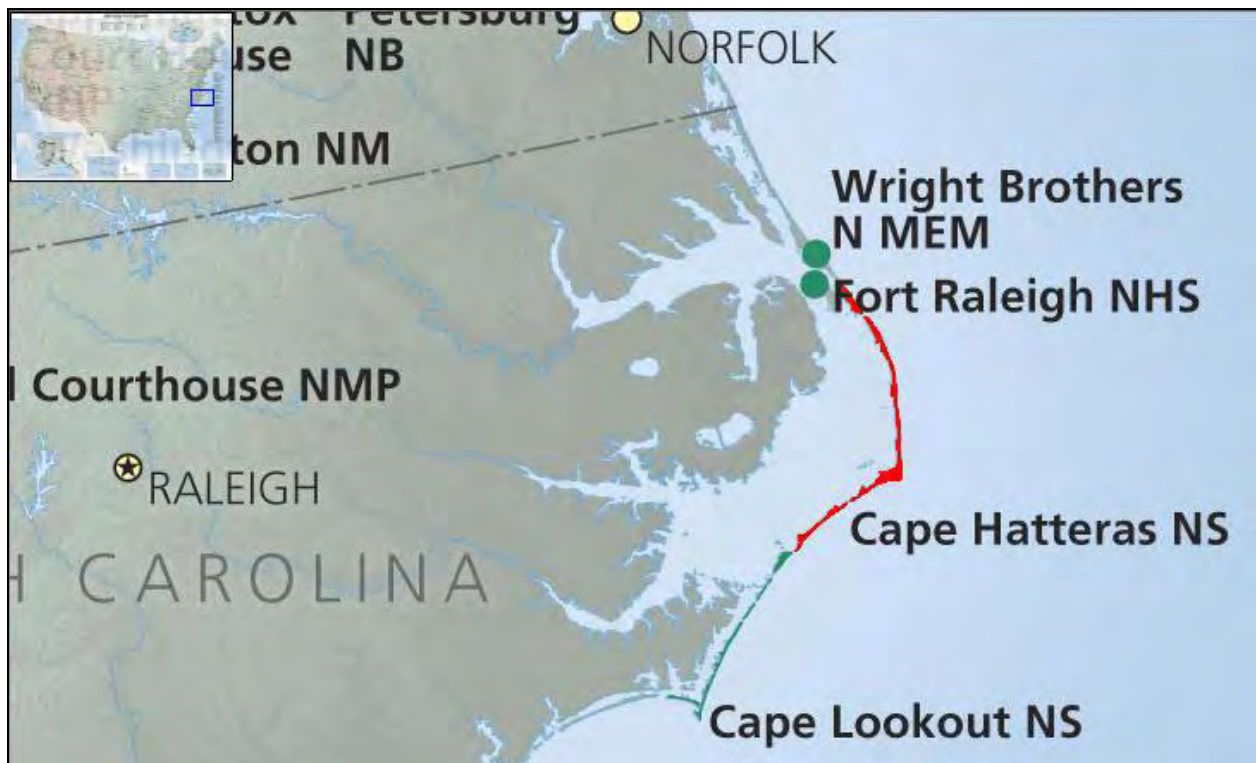 Petersburg
NB
NORFOLK
ton NM
Wright Brothers
N MEM
Fort Raleigh NHS
Courthouse NMP
RALEIGH
Cape Hatteras NS
CAROLINA
Cape Lookout NS